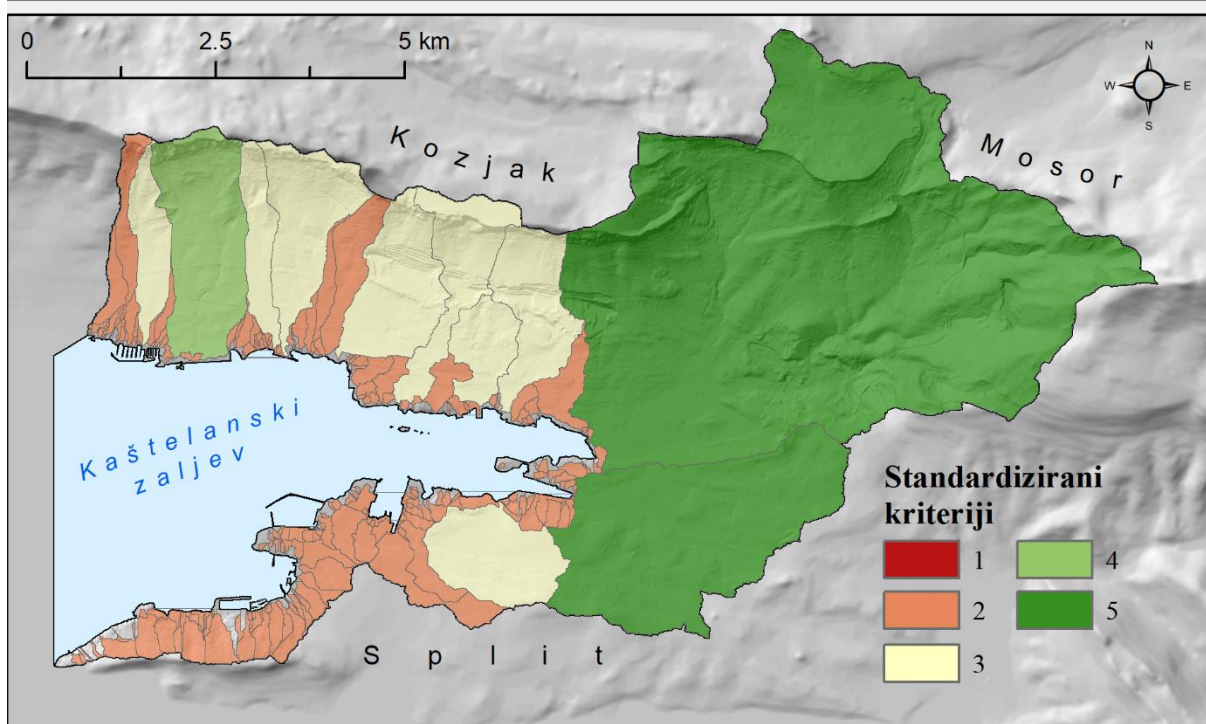 0 2.5 5 km
N
W E
S
Kozjak
Mosor
Kaštelanski
zaljev
Split
Standardizirani
kriteriji
1 4
2 5
3